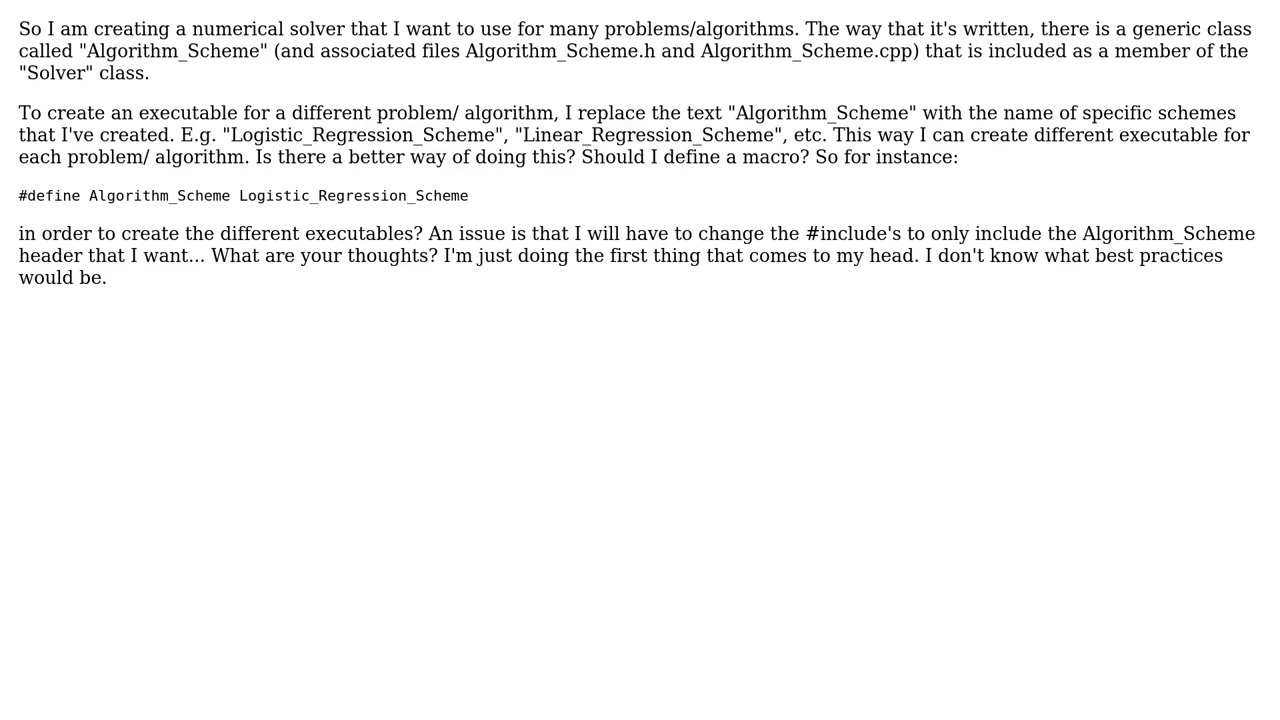 So I am creating a numerical solver that I want to use for many problems/algorithms. The way that it's written, there is a generic class
called "Algorithm_Scheme" (and associated files Algorithm_Scheme.h and Algorithm_Scheme.cpp) that is included as a member of the
"Solver" class.
To create an executable for a different problem/ algorithm, I replace the text "Algorithm_Scheme" with the name of specific schemes
that I've created. E.g. "Logistic_Regression_Scheme", "Linear_Regression_Scheme", etc. This way I can create different executable for
each problem/ algorithm. Is there a better way of doing this? Should I define a macro? So for instance:
#define Algorithm_Scheme Logistic_Regression_Scheme
in order to create the different executables? An issue is that I will have to change the #include's to only include the Algorithm_Scheme
header that I want... What are your thoughts? I'm just doing the first thing that comes to my head. I don't know what best practices
would be.